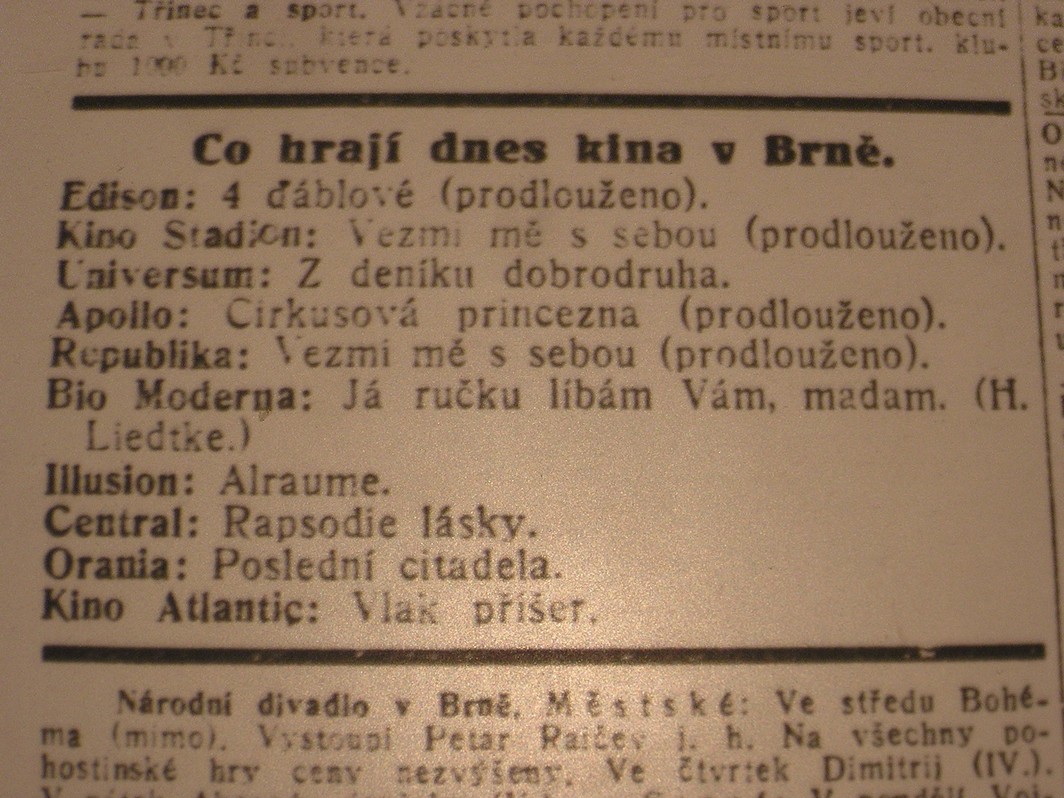 — Třinec a sport. Vzácné pochopení pro sport jeví obecní
rada v Třinci, která poskytla každému místnímu sport. klu-
bu 1000 Kč subvence.
Co hrají dnes kina v Brně.
Edison: 4 ďáblové (prodlouženo).
Kino Stadion: Vezmi mě s sebou (prodlouženo).
Universum: Z deníku dobrodruha.
Apollo: Cirkusová princezna (prodlouženo).
Republika: Vezmi mě s sebou (prodlouženo).
Bio Moderna: Já ručku líbám Vám, madam. (H.
Liedtke.)
Illusion: Alraume.
Central: Rapsodie lásky.
Orania: Poslední citadela.
Kino Atlantic: Vlak příšer.
Národní divadlo v Brně. Městské: Ve středu Bohé-
ma (mimo). Vystoupí Petar Raičev j. h. Na všechny po-
hostinské hry ceny nezvýšeny. Ve čtvrtek Dimitrij (IV.).